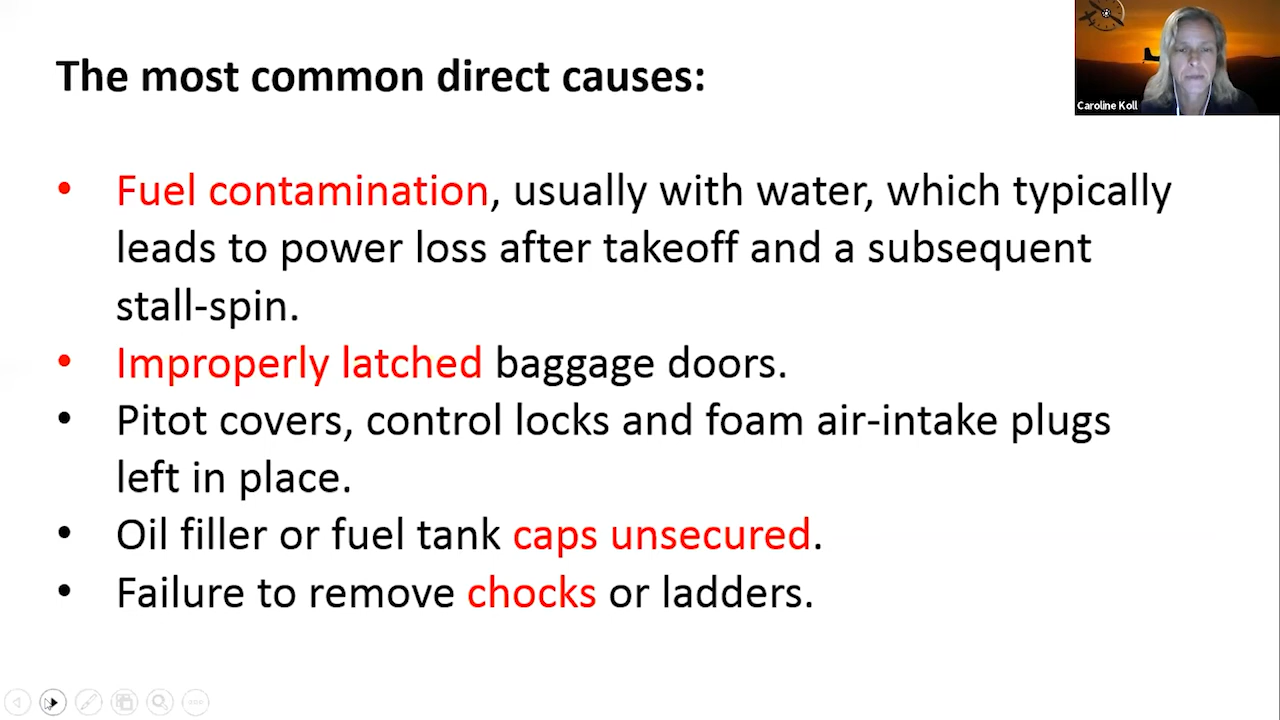 The most common direct causes:
Caroline Koll
• Fuel contamination, usually with water, which typically
leads to power loss after takeoff and a subsequent
stall-spin.
• Improperly latched baggage doors.
• Pitot covers, control locks and foam air-intake plugs
left in place.
• Oil filler or fuel tank caps unsecured.
• Failure to remove chocks or ladders.